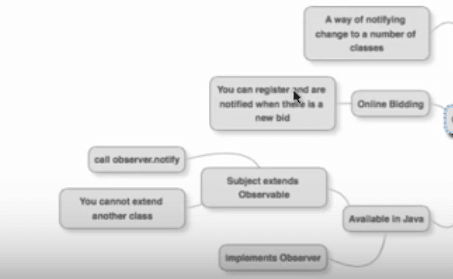 A way of notifying
change to a number of
classes
You can register and are
notified when there is a
new bid
Online Bidding
call observer.notify
Subject extends
Observable
You cannot extend
another class
Available in Java
implements Observer